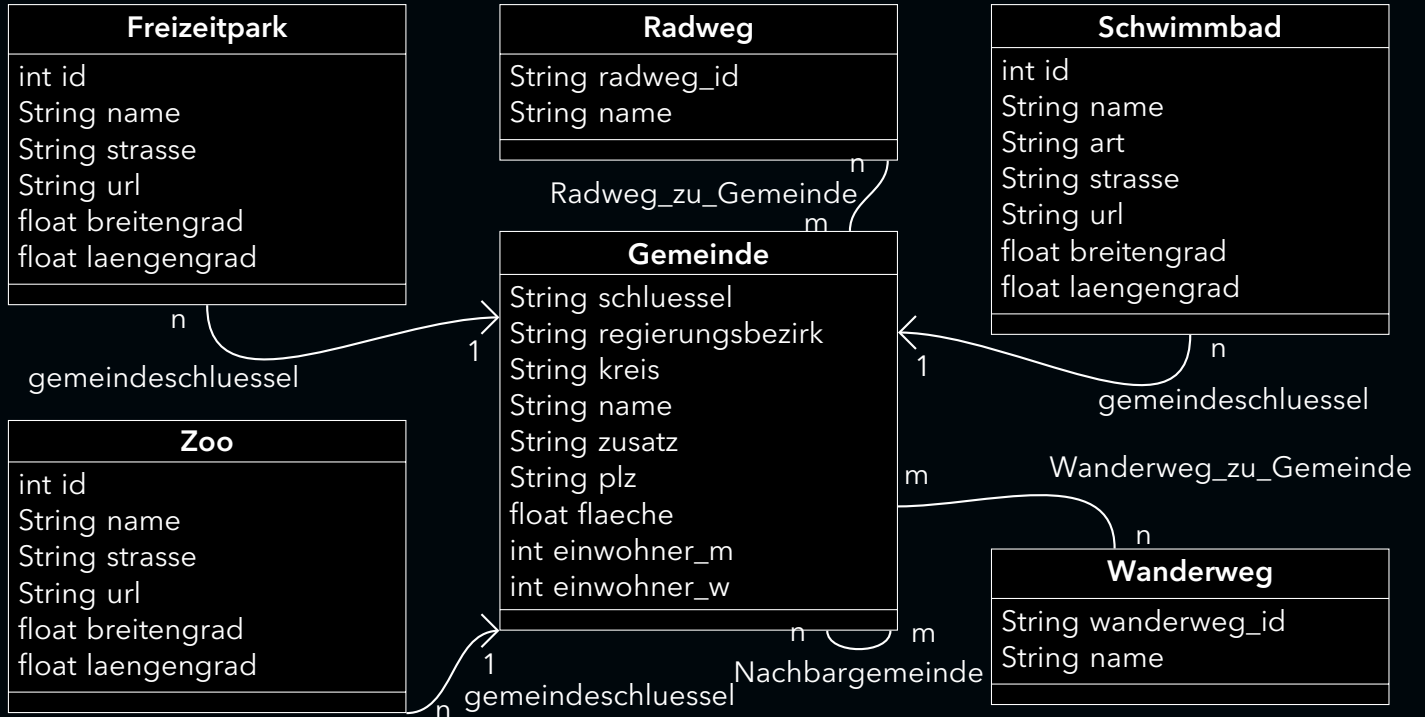 Freizeitpark
int id
String name
String strasse
String url
float breitengrad
float laengengrad
n
gemeindeschluessel
1
Radweg
String radweg_id
String name
n
Radweg_zu_Gemeinde
m
Schwimmbad
int id
String name
String art
String strasse
String url
float breitengrad
float laengengrad
n
gemeindeschluessel
1
Gemeinde
String schluessel
String regierungsbezirk
String kreis
String name
String zusatz
String plz
float flaeche
int einwohner_m
int einwohner_w
n
m
Nachbargemeinde
Zoo
int id
String name
String strasse
String url
float breitengrad
float laengengrad
n
gemeindeschluessel
1
m
Wanderweg_zu_Gemeinde
n
Wanderweg
String wanderweg_id
String name